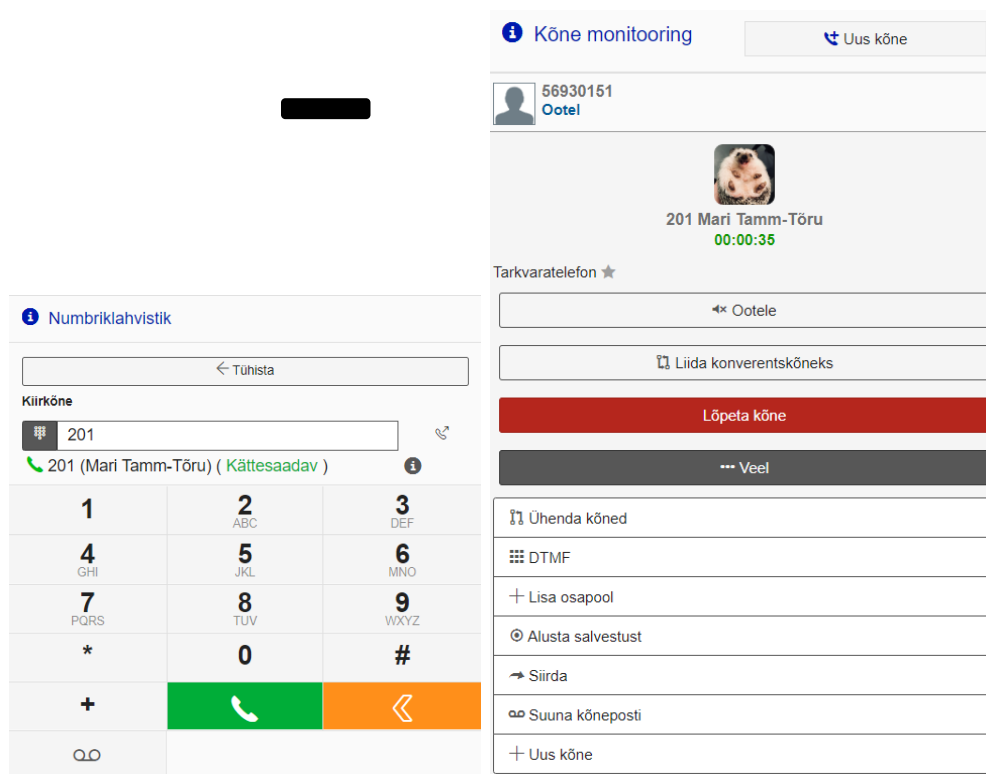 Numbriklahvistik
Tühista
Kiirkõne
201
201 (Mari Tamm-Tõru) ( Kättesaadav )
1
2
ABC
3
DEF
4
GHI
5
JKL
6
MNO
7
PQRS
8
TUV
9
WXYZ
*
0
#
+
Kõne monitooring
Uus kõne
56930151
Ootel
201 Mari Tamm-Tõru
00:00:35
Tarkvaratelefon
Ootele
Liida konverentskõneks
Lõpeta kõne
Veel
Ühenda kõned
DTMF
Lisa osapool
Alusta salvestust
Siirda
Suuna kõneposti
Uus kõne